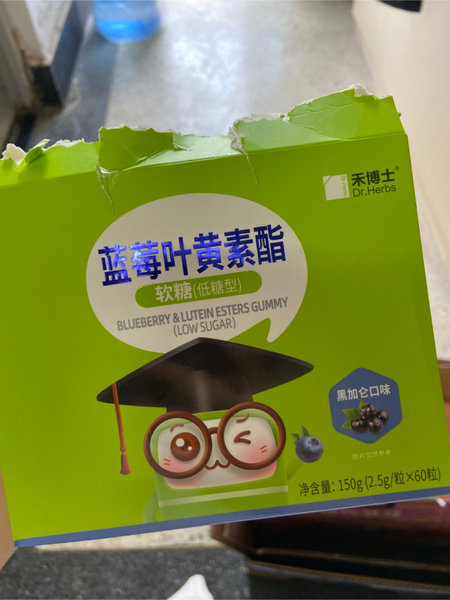 禾博士®
Dr.Herbs
蓝莓叶黄素酯
软糖(低糖型)
BLUEBERRY & LUTEIN ESTERS GUMMY
(LOW SUGAR)
黑加仑口味
图片仅供参考
净含量: 150g (2.5g/粒×60粒)